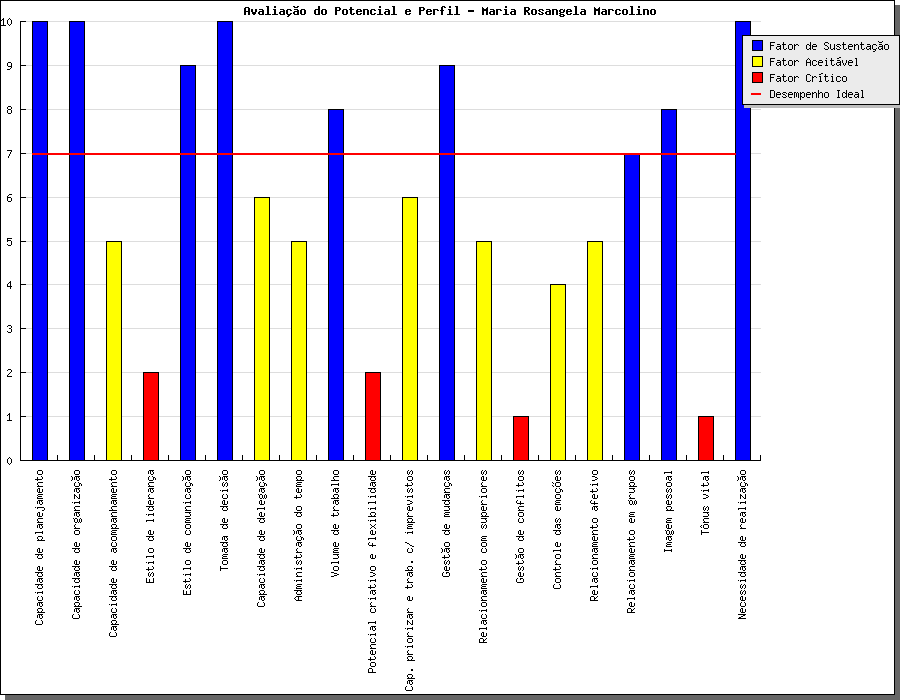 Avaliação do Potencial e Perfil - Maria Rosangela Marcolino
Fator de Sustentação
Fator Aceitável
Fator Crítico
Desempenho Ideal
10
9
8
7
6
5
4
3
2
1
0
Capacidade de planejamento
Capacidade de organização
Capacidade de acompanhamento
Estilo de liderança
Estilo de comunicação
Tomada de decisão
Capacidade de delegação
Administração do tempo
Volume de trabalho
Potencial criativo e flexibilidade
Cap. priorizar e trab. c/ imprevistos
Gestão de mudanças
Relacionamento com superiores
Gestão de conflitos
Controle das emoções
Relacionamento afetivo
Relacionamento em grupos
Imagem pessoal
Tônus vital
Necessidade de realização